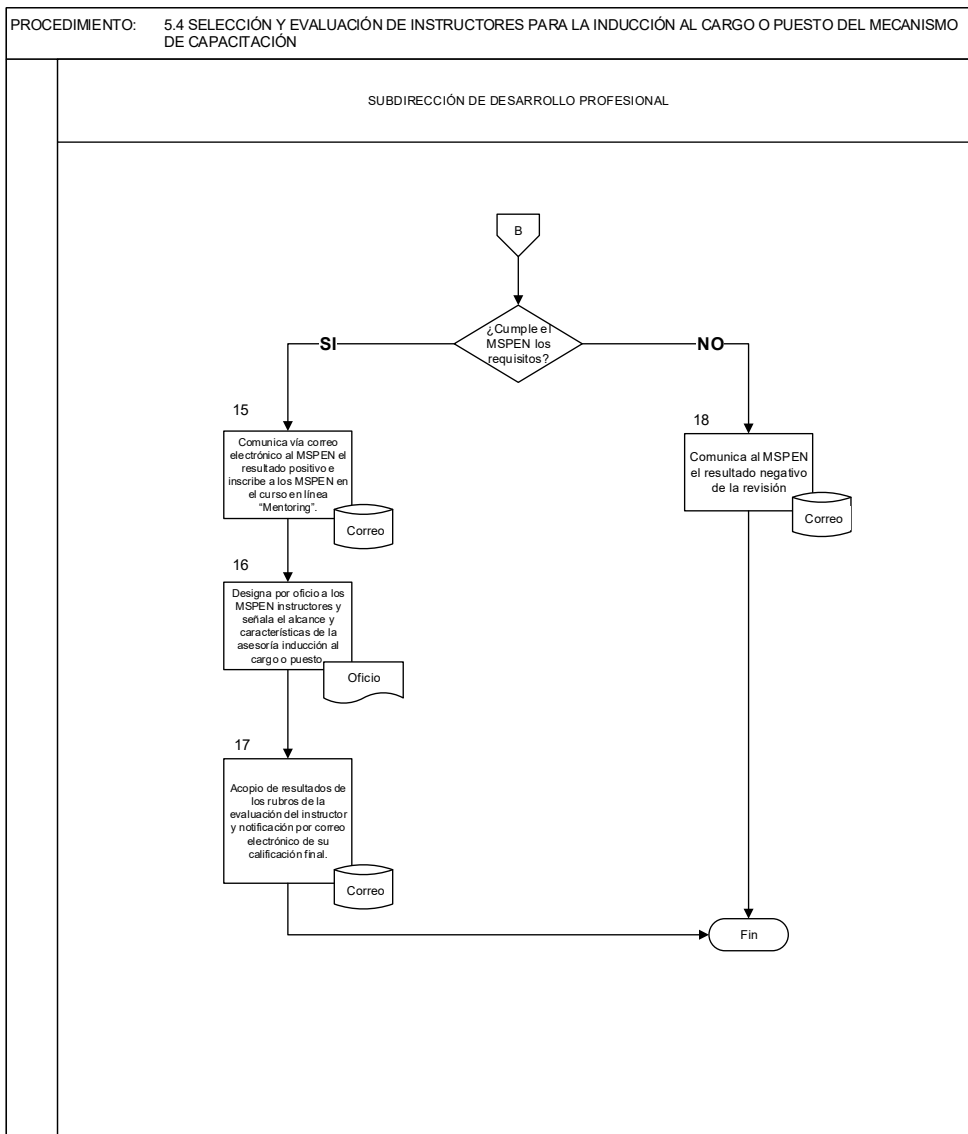 PROCEDIMIENTO: 5.4 SELECCIÓN Y EVALUACIÓN DE INSTRUCTORES PARA LA INDUCCIÓN AL CARGO O PUESTO DEL MECANISMO
DE CAPACITACIÓN
SUBDIRECCIÓN DE DESARROLLO PROFESIONAL
B
¿Cumple el
MSPEN los
requisitos?
SI
NO
15
Comunica vía correo
electrónico al MSPEN el
resultado positivo e
inscribe a los MSPEN en
el curso en línea
“Mentoring”.
Correo
18
Comunica al MSPEN
el resultado negativo
de la revisión
Correo
16
Designa por oficio a los
MSPEN instructores y
señala el alcance y
características de la
asesoría inducción al
cargo o puesto
Oficio
17
Acopio de resultados de
los rubros de la
evaluación del instructor
y notificación por correo
electrónico de su
calificación final.
Correo
Fin